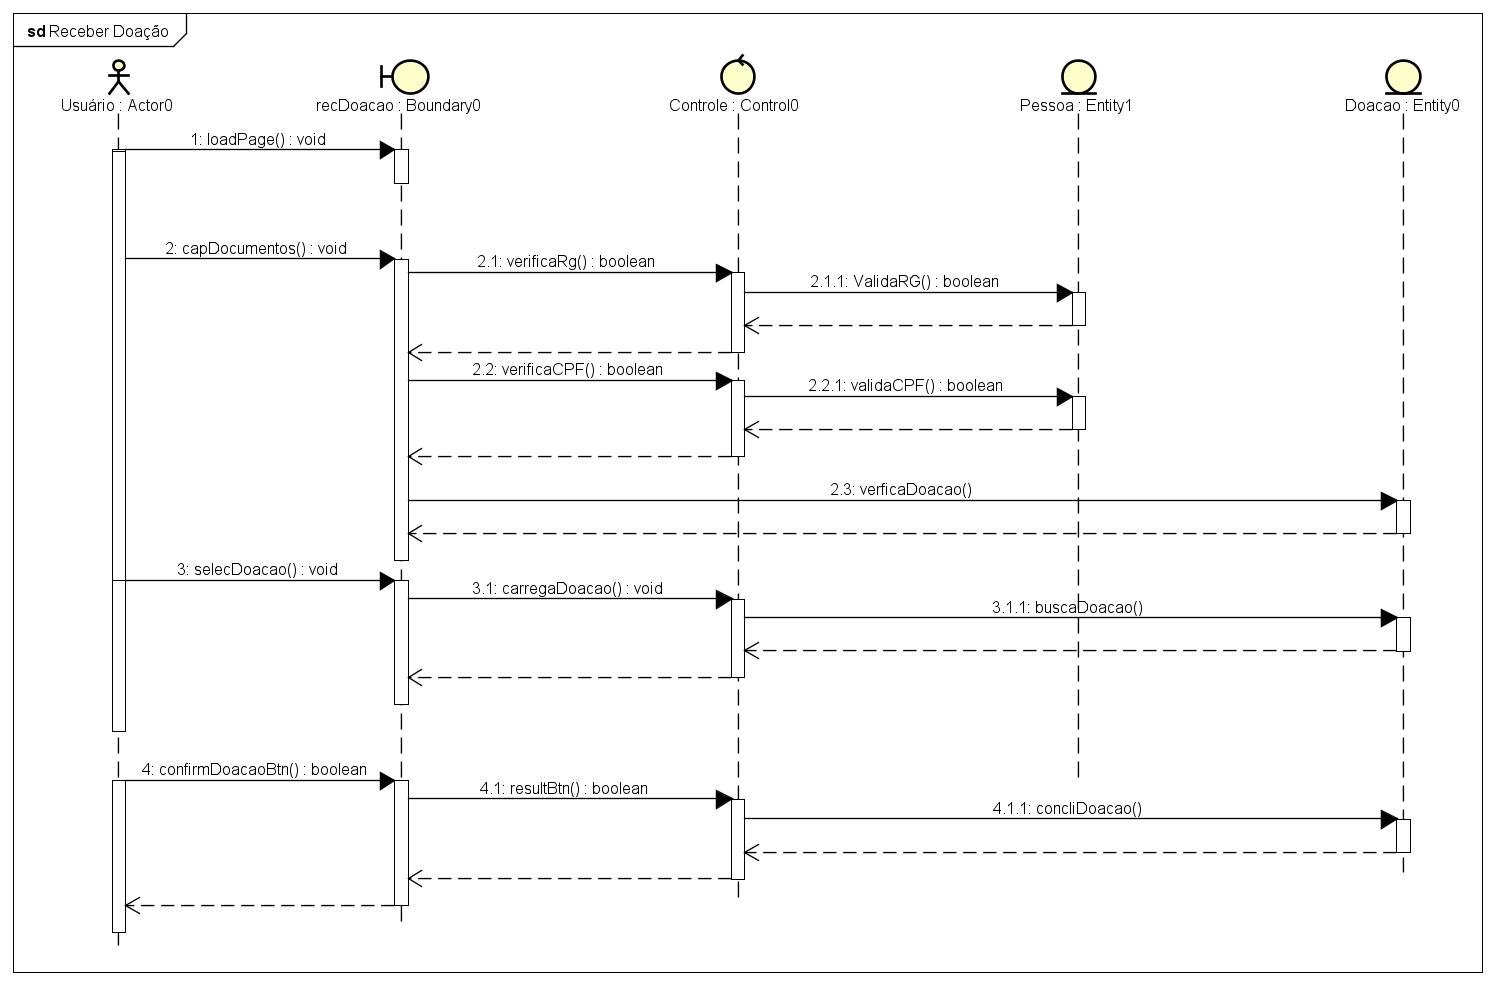 sd Receber Doação
Usuário : Actor0
recDoacao : Boundary0
Controle : Control0
Pessoa : Entity1
Doacao : Entity0
1: loadPage() : void
2: capDocumentos() : void
2.1: verificaRg() : boolean
2.1.1: ValidaRG() : boolean
2.2: verificaCPF() : boolean
2.2.1: validaCPF() : boolean
2.3: verficaDoacao()
3: selecDoacao() : void
3.1: carregaDoacao() : void
3.1.1: buscaDoacao()
4: confirmDoacaoBtn() : boolean
4.1: resultBtn() : boolean
4.1.1: concliDoacao()